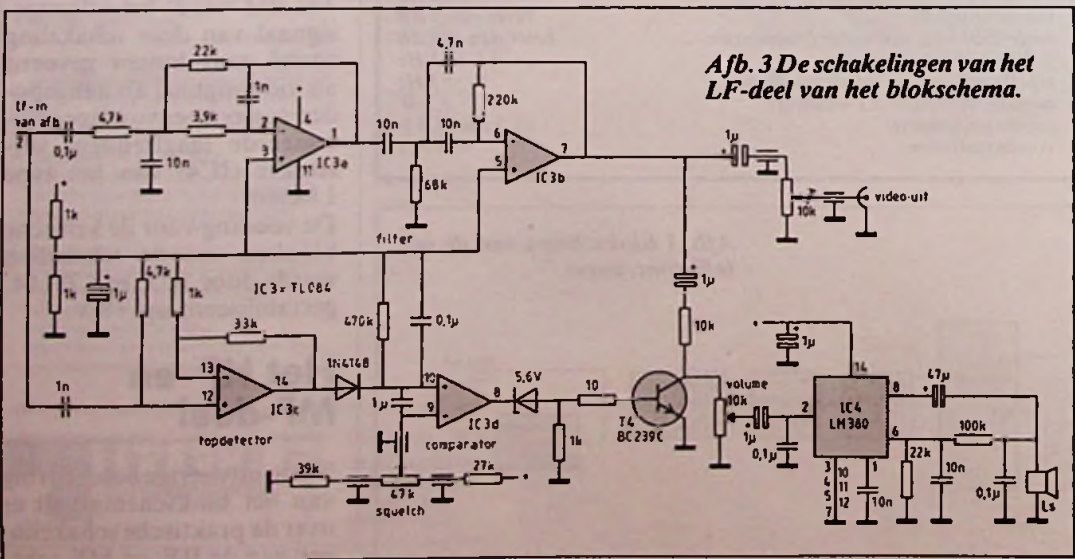 Afb. 3 De schakelingen van het
LF-deel van het blokschema.
22k
1n
lf-in
van afb
2
0,1µ
4,7k
3,9k
10n
2
3
4
11
1
IC3a
10n
68k
10n
4,7n
220k
6
5
7
IC3b
filter
1µ
10k
video-uit
1k
1k
1µ
4,7k
1k
IC3= TL084
33k
1n
13
12
14
IC3c
topdetector
1N4148
470k
0,1µ
1µ
10
9
8
IC3d
comparator
39k
47k
squelch
27k
5,6V
1k
10
T4
BC239C
1µ
10k
volume
10k
1µ
0,1µ
2
1µ
14
IC4
LM380
8
6
3
4
5
7
10
11
12
1
10n
47µ
22k
10n
100k
0,1µ
Ls